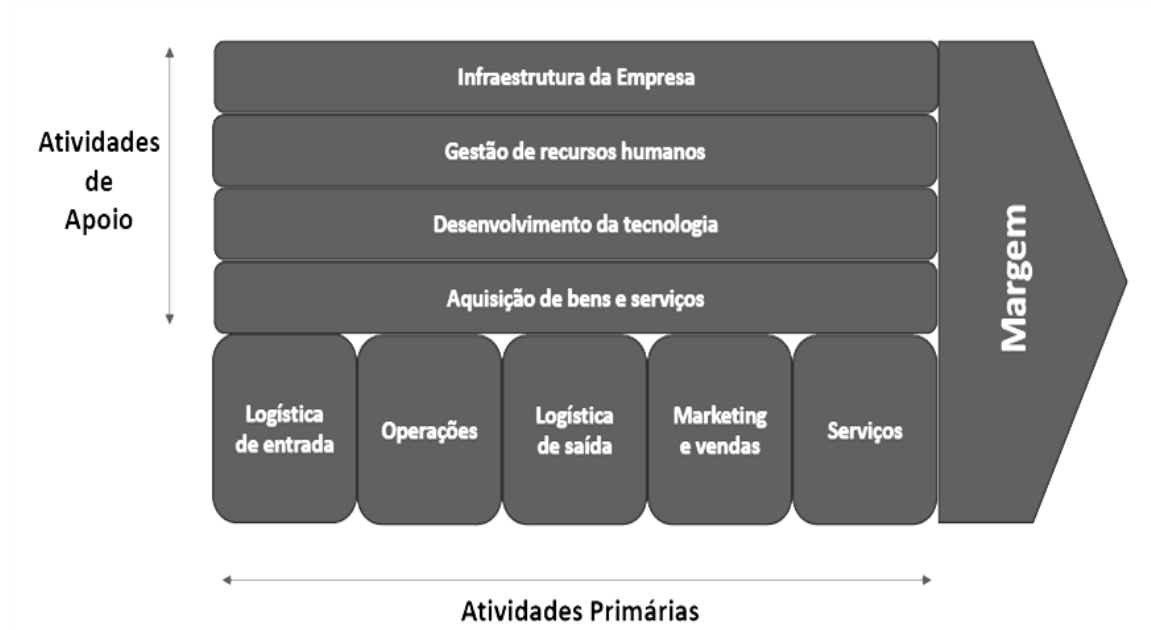 Infraestrutura da Empresa
Gestão de recursos humanos
Desenvolvimento da tecnologia
Aquisição de bens e serviços
Atividades
de
Apoio
Logística
de entrada
Operações
Logística
de saída
Marketing
e vendas
Serviços
Margem
Atividades Primárias